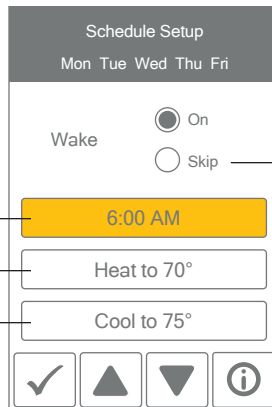 Schedule Setup
Mon Tue Wed Thu Fri
On
Wake
Skip
6:00 AM
Heat to 70°
Cool to 75°